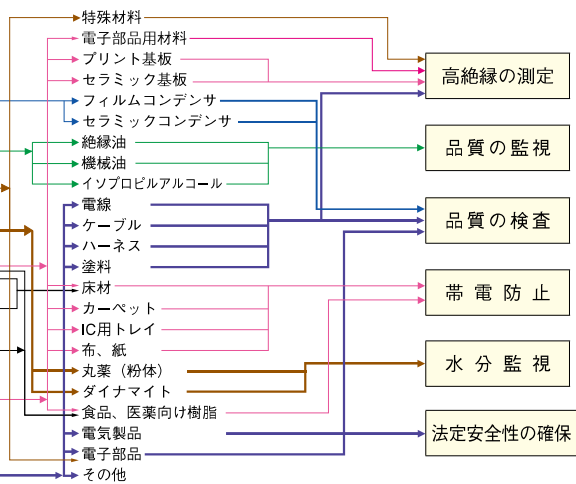 特殊材料
電子部品用材料
プリント基板
セラミック基板
フィルムコンデンサ
セラミックコンデンサ
絶縁油
機械油
イソプロピルアルコール
電線
ケーブル
ハーネス
塗料
床材
カーペット
IC用トレイ
布、紙
丸薬（粉体）
ダイナマイト
食品、医薬向け樹脂
電気製品
電子部品
その他
高絶縁の測定
品質の監視
品質の検査
帯電防止
水分監視
法定安全性の確保